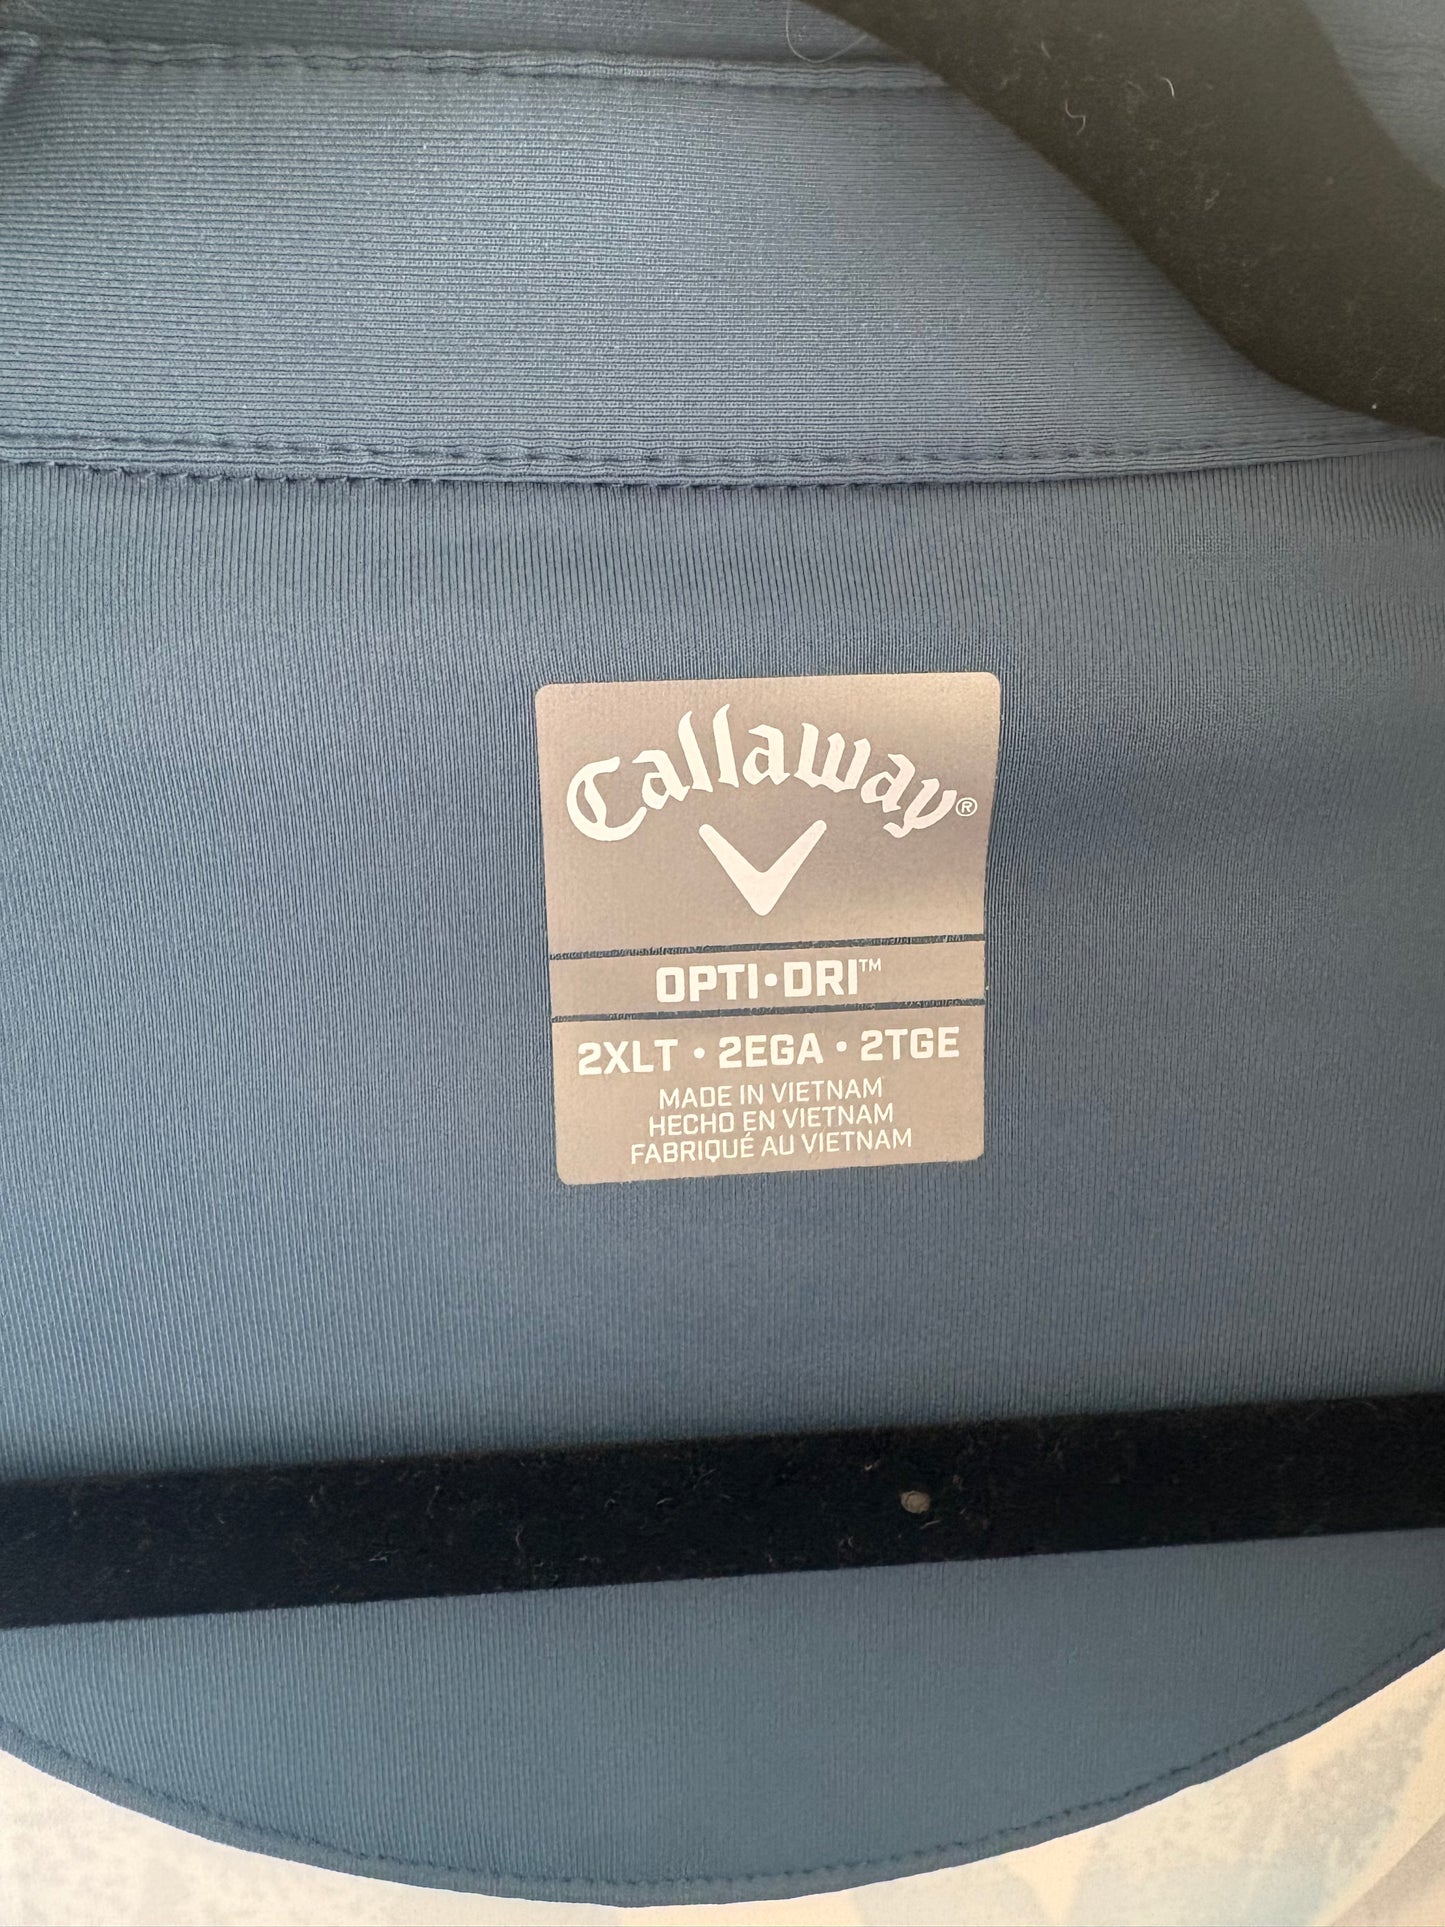 Callaway®
OPTI•DRI™
2XLT • 2EGA • 2TGE
MADE IN VIETNAM
HECHO EN VIETNAM
FABRIQUÉ AU VIETNAM